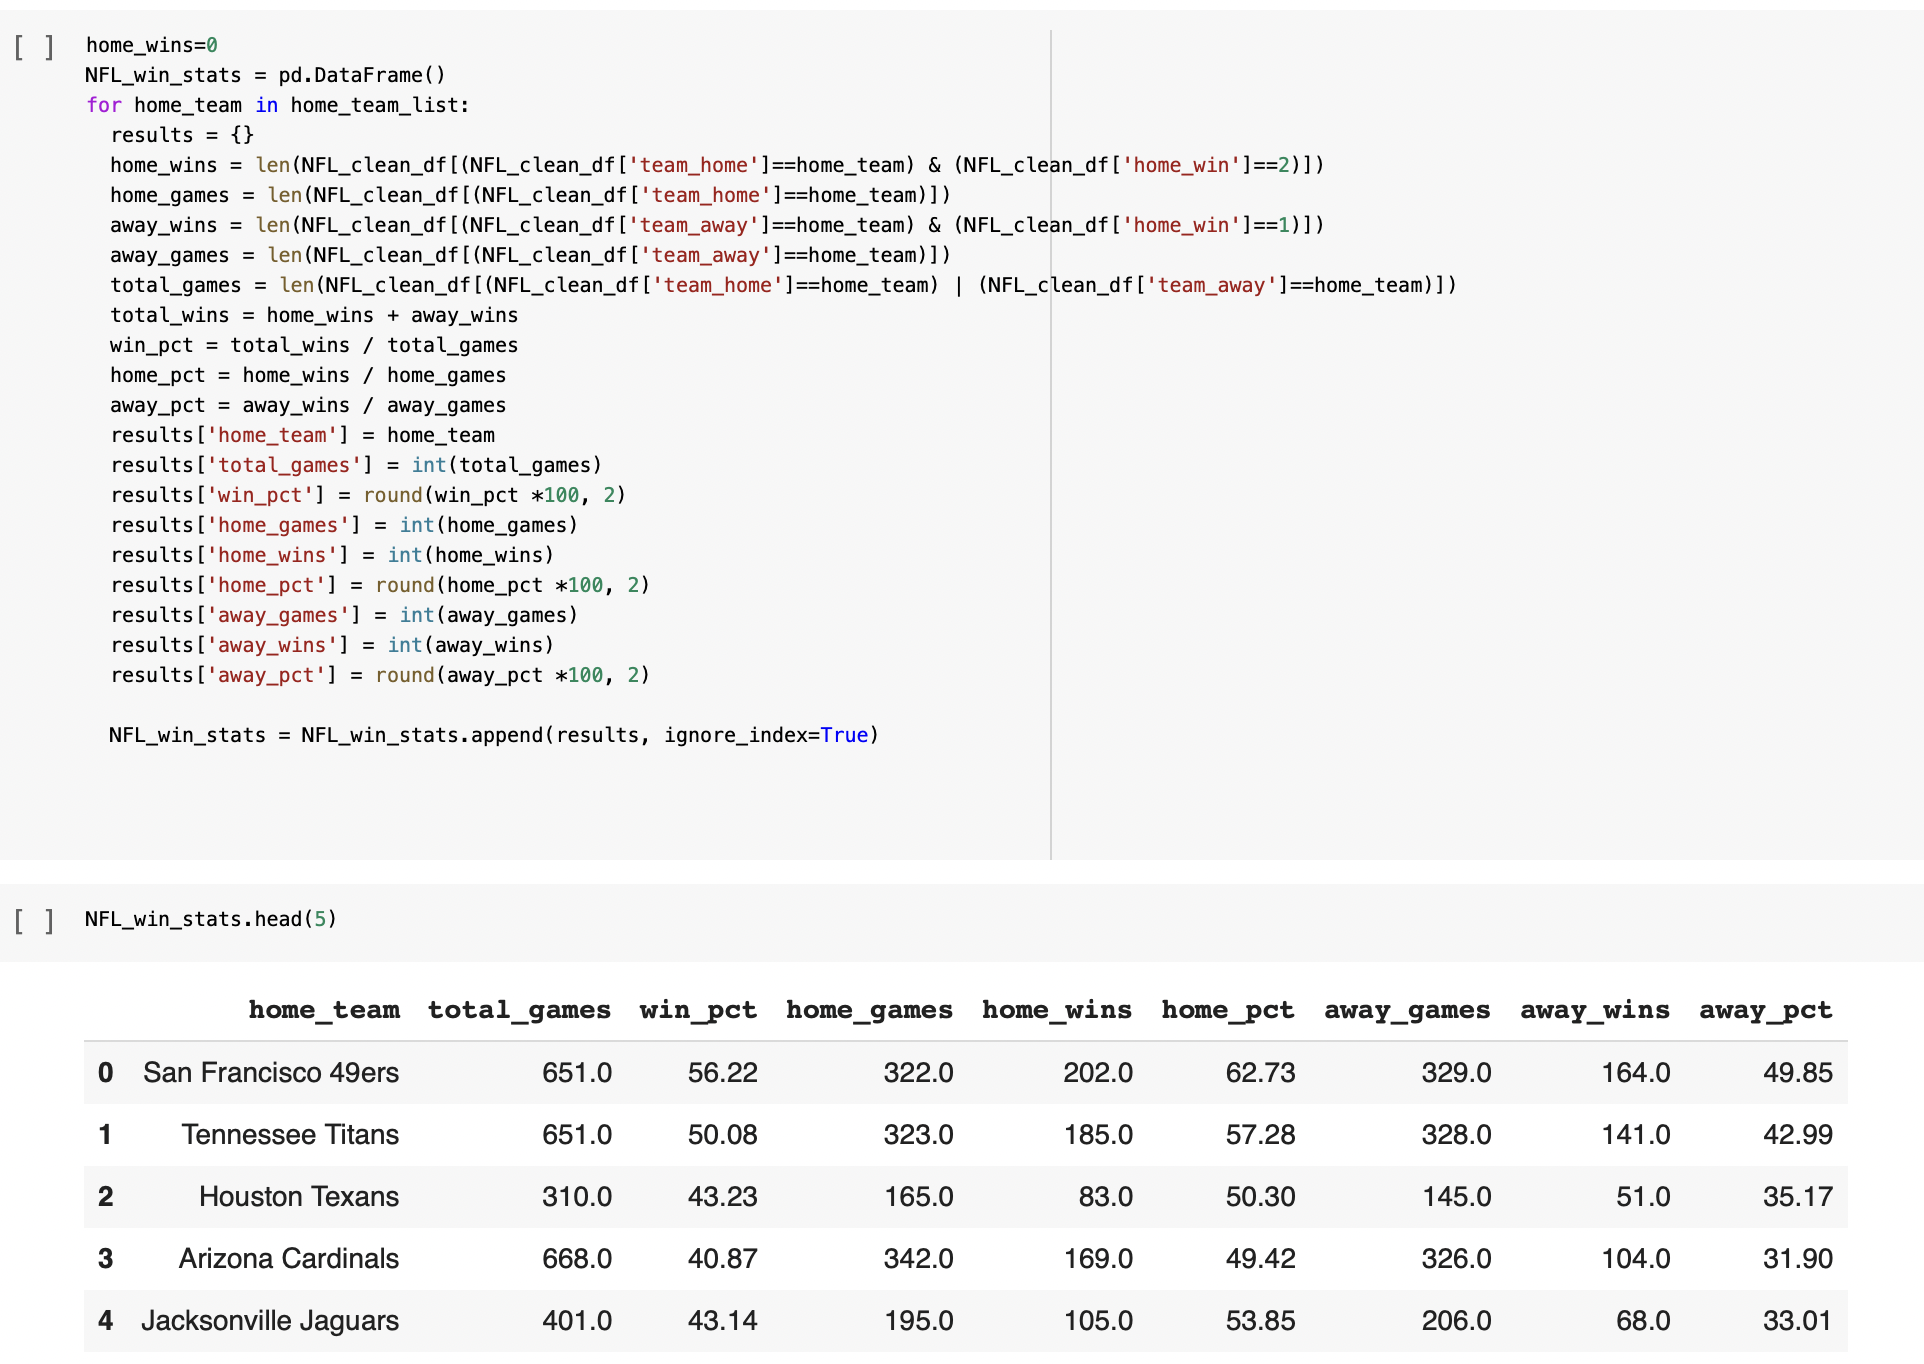 [ ] home_wins=0
NFL_win_stats = pd.DataFrame()
for home_team in home_team_list:
  results = {}
  home_wins = len(NFL_clean_df[(NFL_clean_df['team_home']==home_team) & (NFL_clean_df['home_win']==2)])
  home_games = len(NFL_clean_df[(NFL_clean_df['team_home']==home_team)])
  away_wins = len(NFL_clean_df[(NFL_clean_df['team_away']==home_team) & (NFL_clean_df['home_win']==1)])
  away_games = len(NFL_clean_df[(NFL_clean_df['team_away']==home_team)])
  total_games = len(NFL_clean_df[(NFL_clean_df['team_home']==home_team) | (NFL_clean_df['team_away']==home_team)])
  total_wins = home_wins + away_wins
  win_pct = total_wins / total_games
  home_pct = home_wins / home_games
  away_pct = away_wins / away_games
  results['home_team'] = home_team
  results['total_games'] = int(total_games)
  results['win_pct'] = round(win_pct *100, 2)
  results['home_games'] = int(home_games)
  results['home_wins'] = int(home_wins)
  results['home_pct'] = round(home_pct *100, 2)
  results['away_games'] = int(away_games)
  results['away_wins'] = int(away_wins)
  results['away_pct'] = round(away_pct *100, 2)
  NFL_win_stats = NFL_win_stats.append(results, ignore_index=True)
[ ] NFL_win_stats.head(5)
home_team total_games win_pct home_games home_wins home_pct away_games away_wins away_pct
0 San Francisco 49ers 651.0 56.22 322.0 202.0 62.73 329.0 164.0 49.85
1 Tennessee Titans 651.0 50.08 323.0 185.0 57.28 328.0 141.0 42.99
2 Houston Texans 310.0 43.23 165.0 83.0 50.30 145.0 51.0 35.17
3 Arizona Cardinals 668.0 40.87 342.0 169.0 49.42 326.0 104.0 31.90
4 Jacksonville Jaguars 401.0 43.14 195.0 105.0 53.85 206.0 68.0 33.01